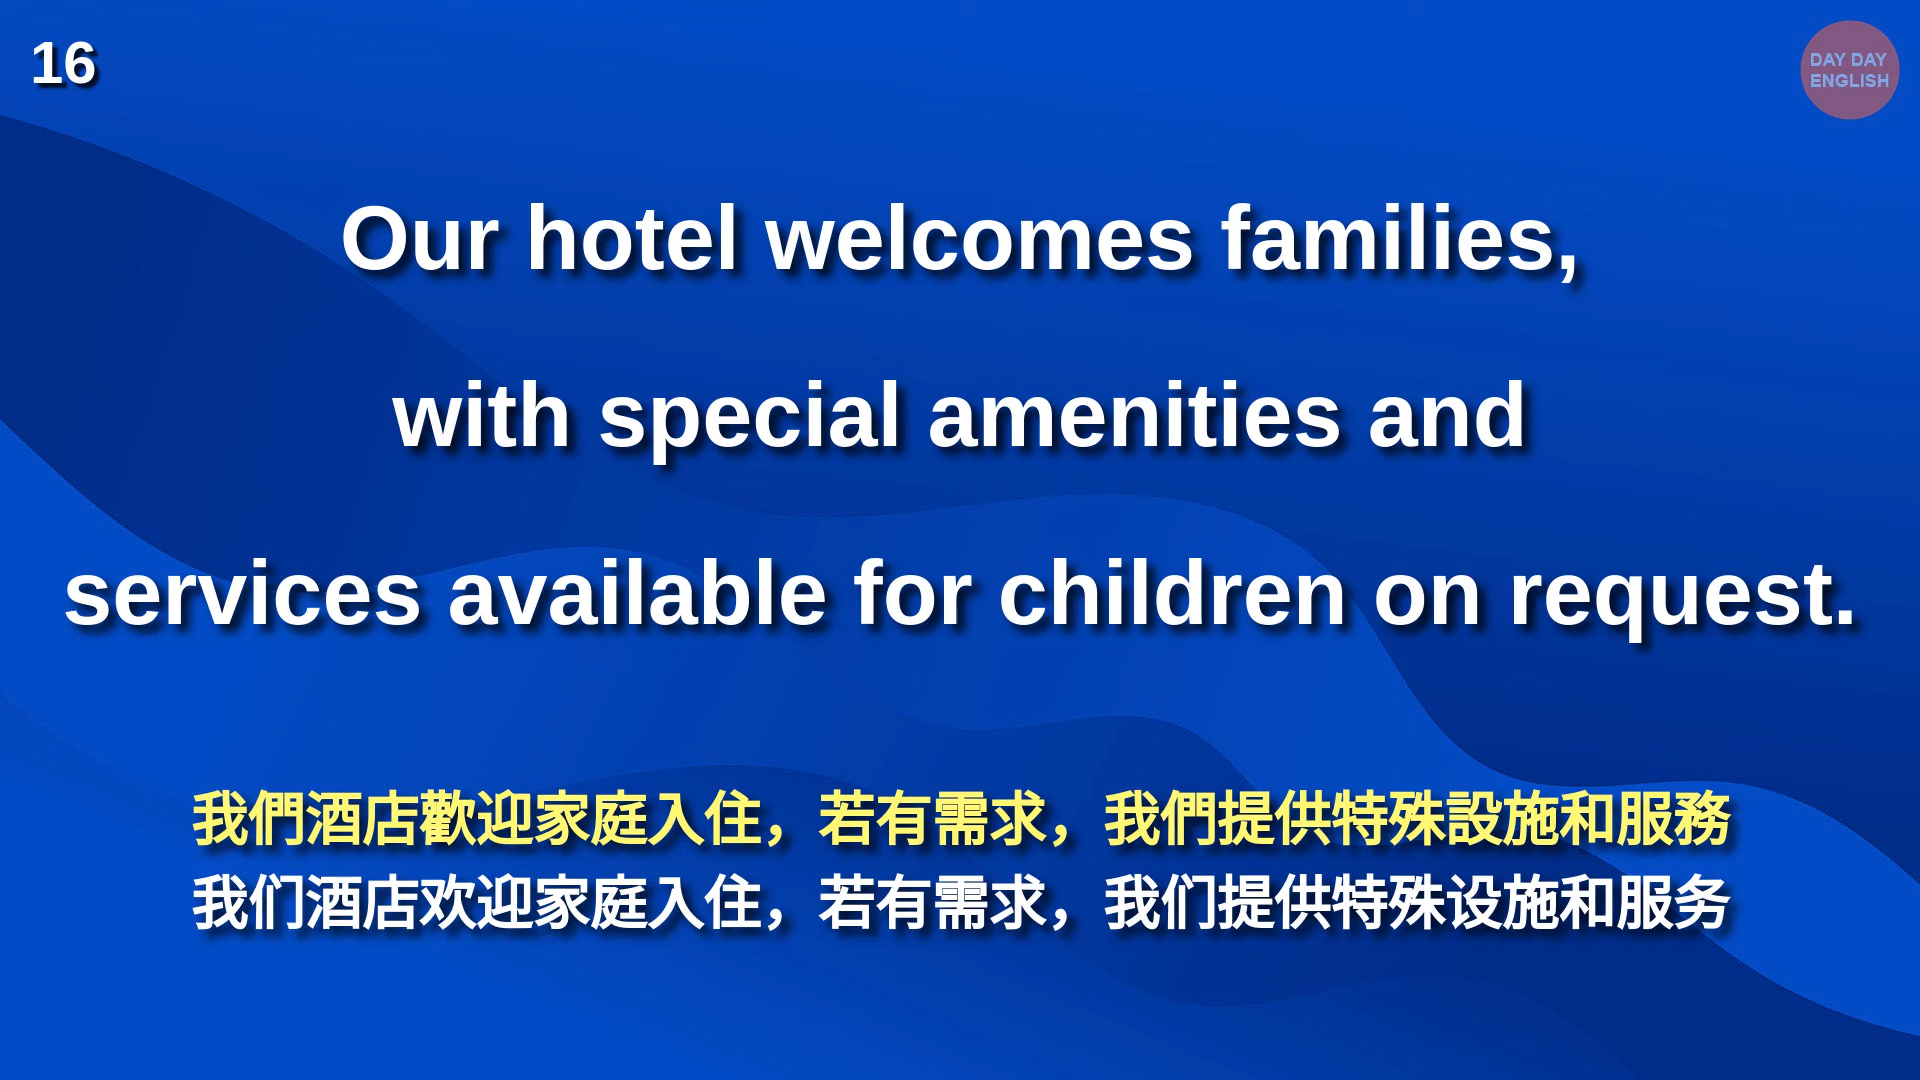 16
DAY DAY
ENGLISH
Our hotel welcomes families,
with special amenities and
services available for children on request.
我們酒店歡迎家庭入住，若有需求，我們提供特殊設施和服務
我们酒店欢迎家庭入住，若有需求，我们提供特殊设施和服务